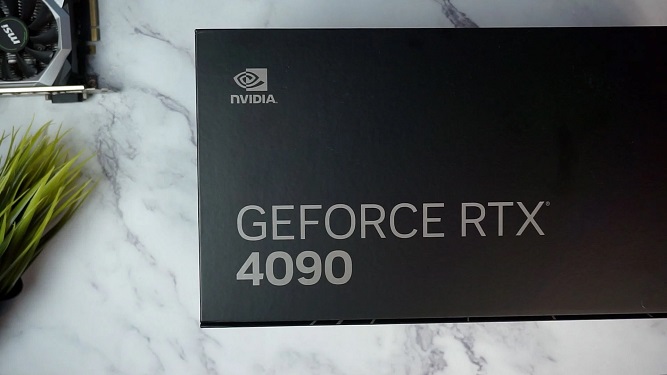 msi
NVIDIA.
GEFORCE RTX®
4090